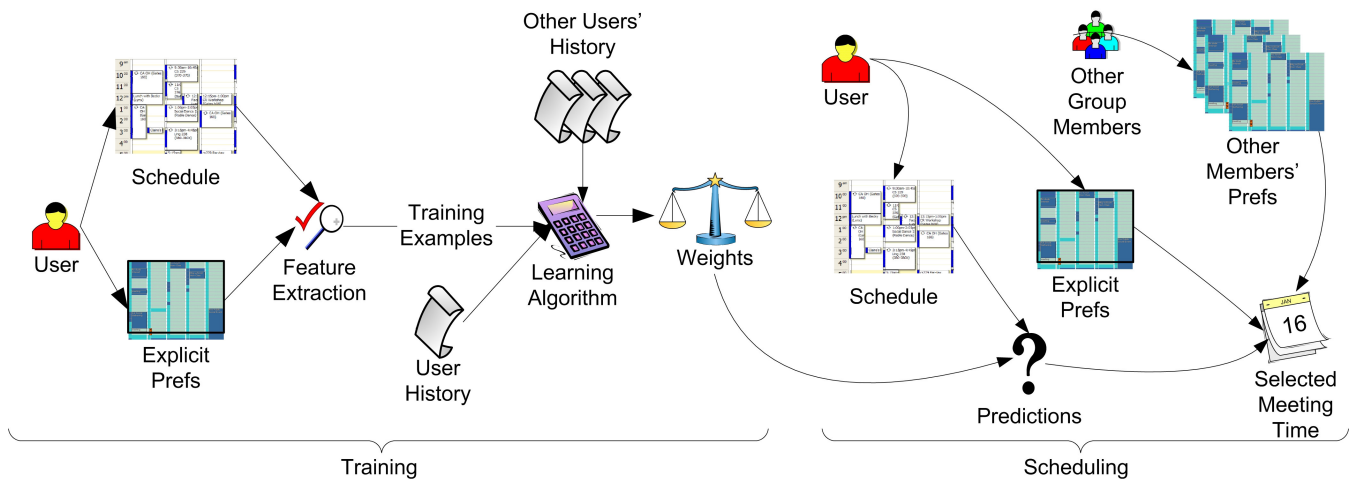 Other Users'
History
User
Schedule
Explicit
Prefs
Feature
Extraction
Training
Examples
User
History
Learning
Algorithm
Weights
Training
User
Other
Group
Members
Other
Members'
Prefs
Schedule
Explicit
Prefs
Predictions
JAN
16
Selected
Meeting
Time
Scheduling